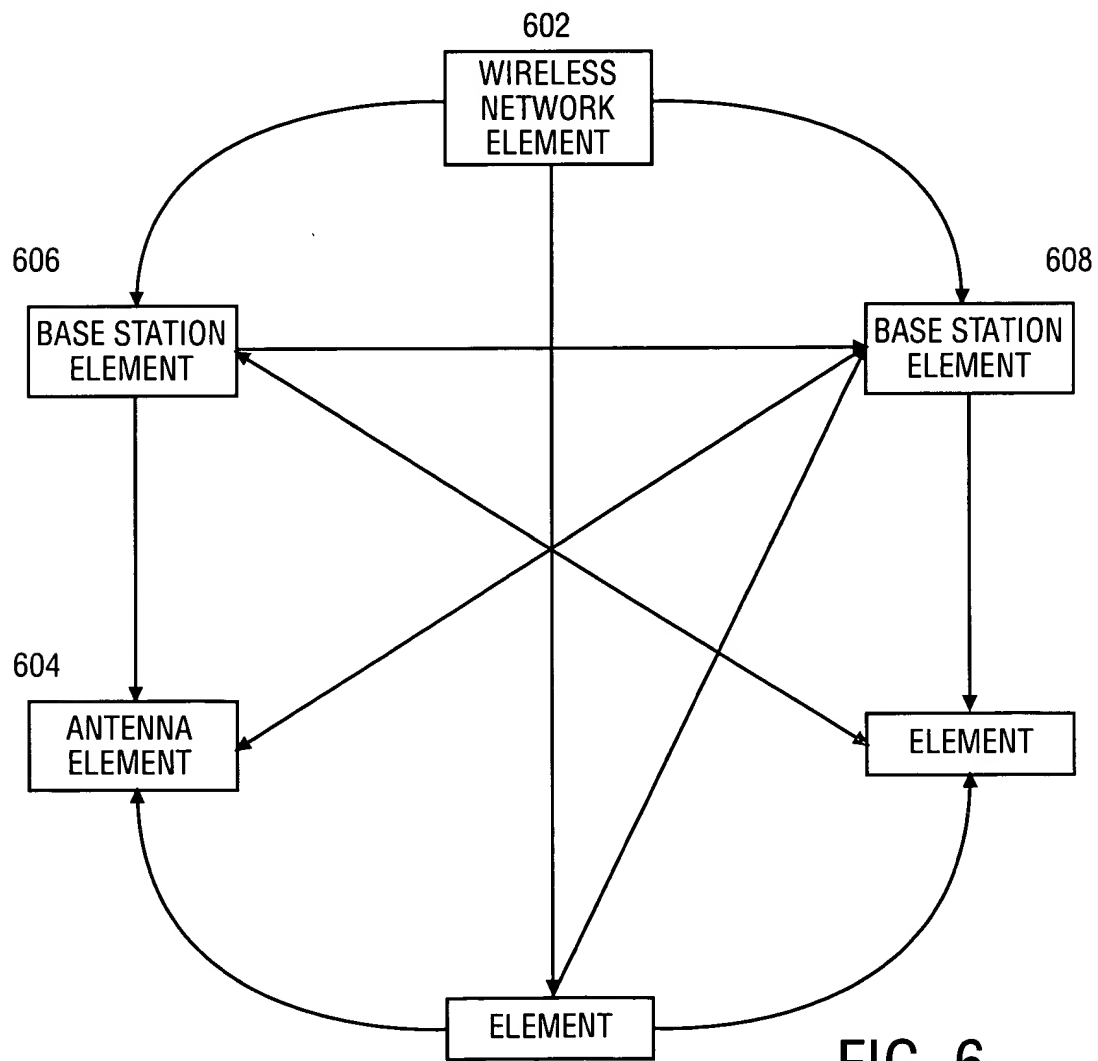 602
WIRELESS
NETWORK
ELEMENT
606
608
BASE STATION
ELEMENT
BASE STATION
ELEMENT
604
ANTENNA
ELEMENT
ELEMENT
ELEMENT
FIG. 6